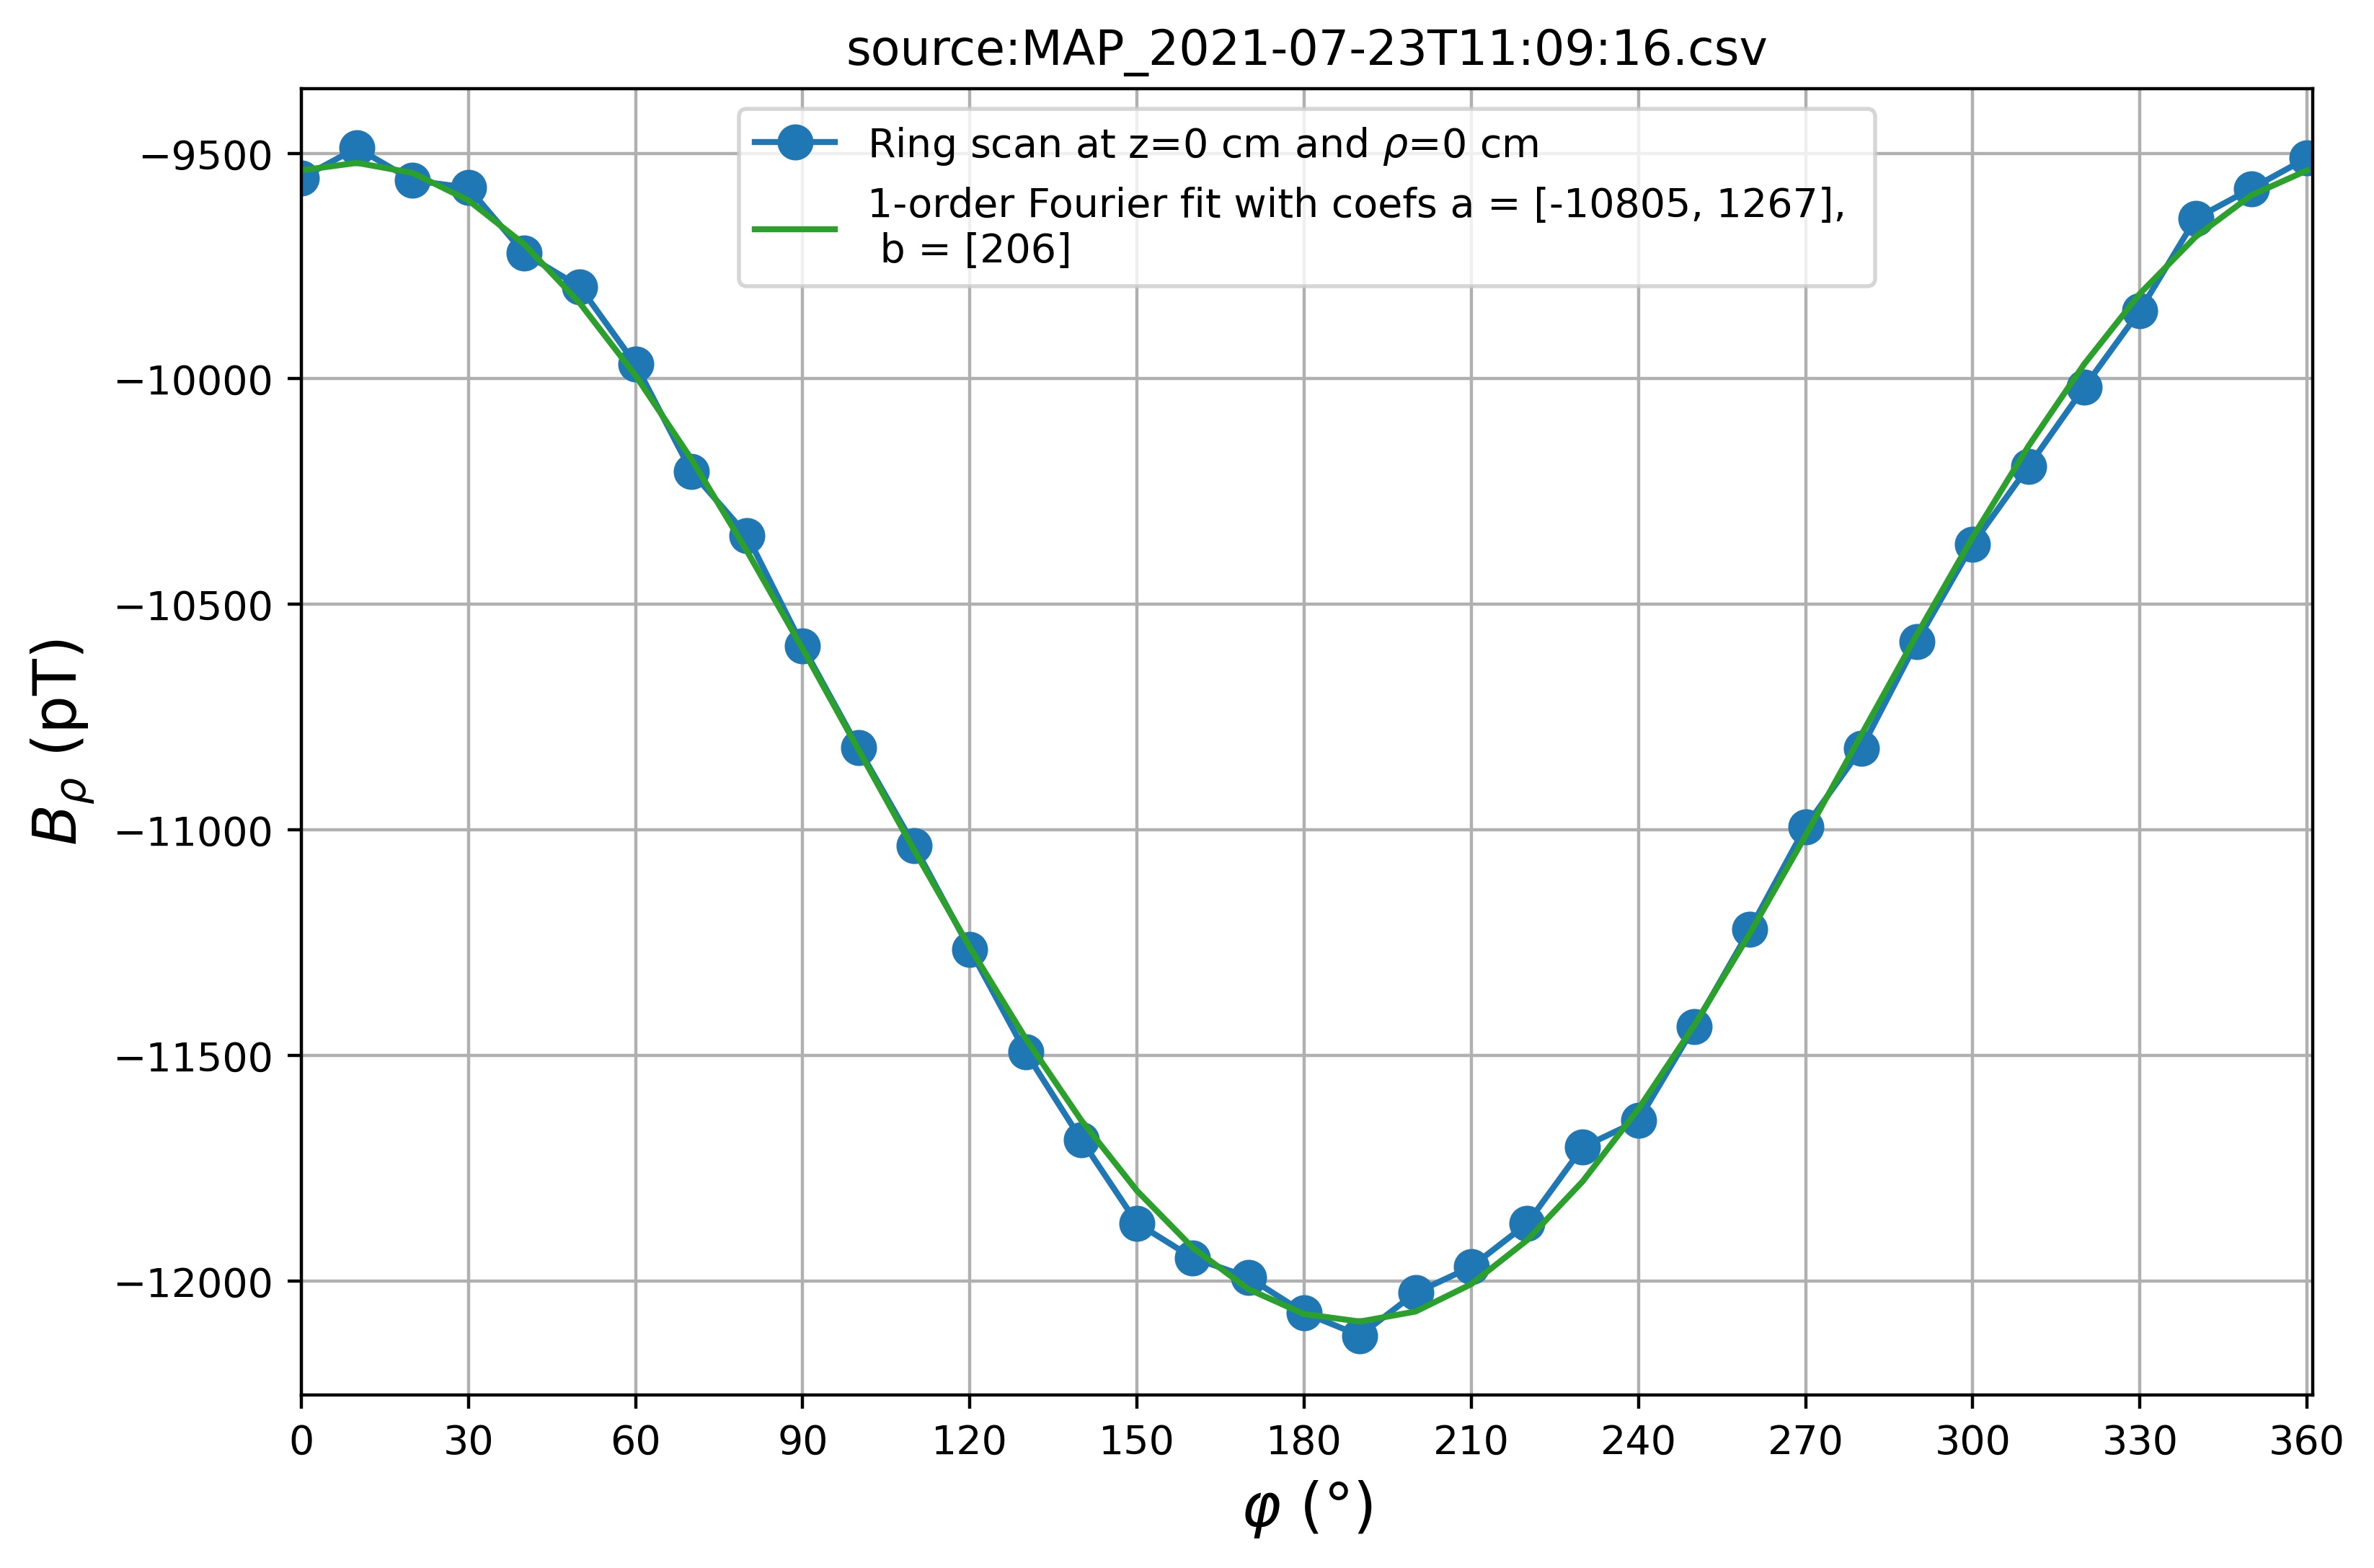 source:MAP_2021-07-23T11:09:16.csv
Ring scan at z=0 cm and ρ=0 cm
1-order Fourier fit with coefs a = [-10805, 1267],
b = [206]
−9500
−10000
−10500
−11000
−11500
−12000
Bρ (pT)
0 30 60 90 120 150 180 210 240 270 300 330 360
φ (°)